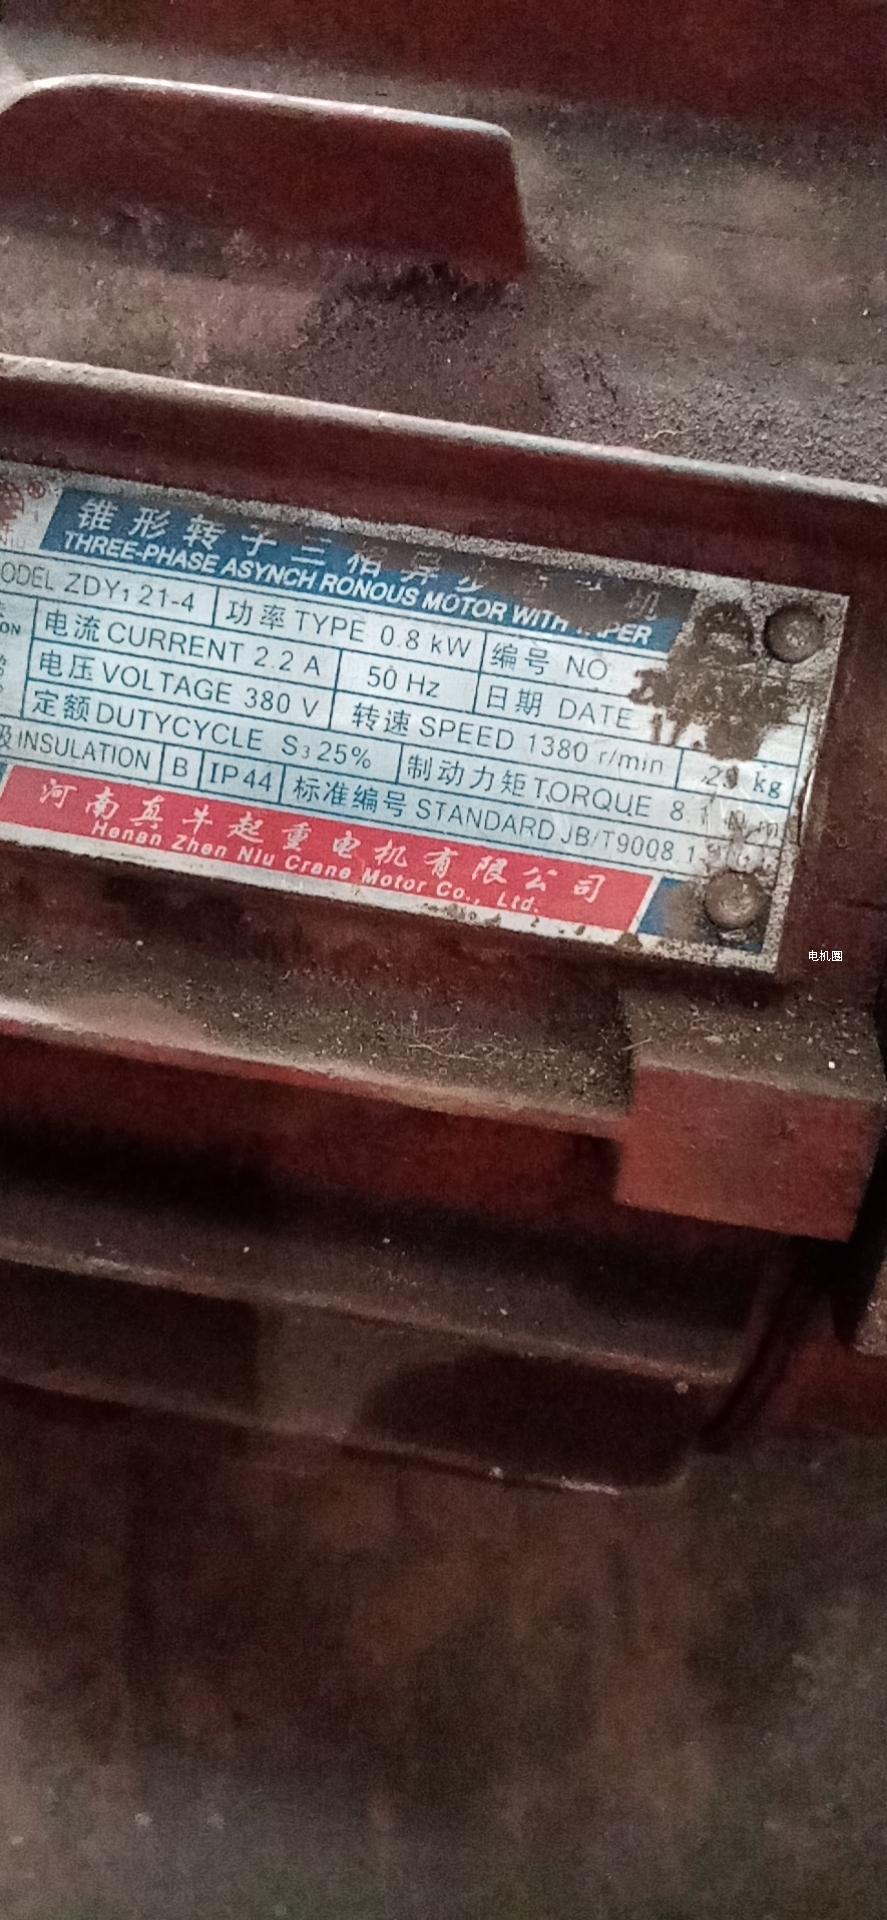 锥形转子三相异步
THREE-PHASE ASYNCH RONOUS MOTOR WITH
ODEL ZDY₁ 21-4 功率 TYPE 0.8 kW 编号 NO.
ON 电流 CURRENT 2.2 A 50 Hz 日期 DATE
电压 VOLTAGE 380 V 转速 SPEED 1380 r/min kg
定额 DUTYCYCLE S₃ 25% 制动力矩 TORQUE 8.
级 INSULATION B IP44 标准编号 STANDARD JB/T9008.1
河南真牛起重电机有限公司
Henan Zhen Niu Crane Motor Co., Ltd.
电机圈